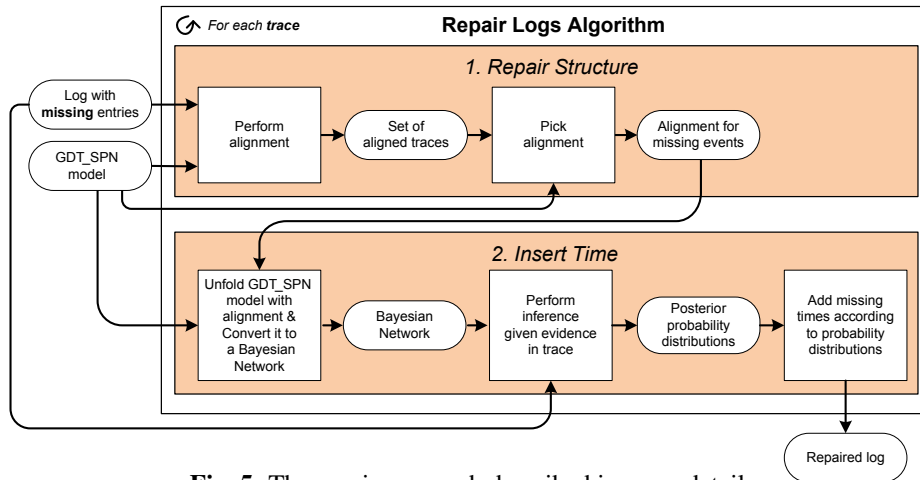 For each trace
Repair Logs Algorithm
1. Repair Structure
Log with
missing entries
GDT_SPN
model
Perform
alignment
Set of
aligned traces
Pick
alignment
Alignment for
missing events
2. Insert Time
Unfold GDT_SPN
model with
alignment &
Convert it to
a Bayesian
Network
Bayesian
Network
Perform
inference
given evidence
in trace
Posterior
probability
distributions
Add missing
times according
to probability
distributions
Repaired log